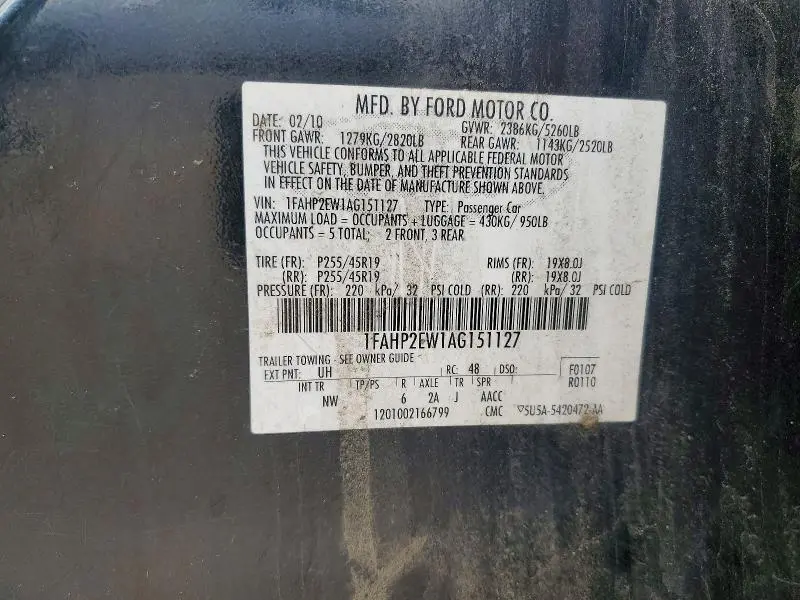 MFD. BY FORD MOTOR CO.
DATE: 02/10 GVWR: 2386KG/5260LB
FRONT GAWR: 1279KG/2820LB REAR GAWR: 1143KG/2520LB
THIS VEHICLE CONFORMS TO ALL APPLICABLE FEDERAL MOTOR
VEHICLE SAFETY, BUMPER, AND THEFT PREVENTION STANDARDS
IN EFFECT ON THE DATE OF MANUFACTURE SHOWN ABOVE.
VIN: 1FAHP2EW1AG151127 TYPE: Passenger Car
MAXIMUM LOAD = OCCUPANTS + LUGGAGE = 430KG/ 950LB
OCCUPANTS = 5 TOTAL; 2 FRONT, 3 REAR
TIRE (FR): P255/45R19 RIMS (FR): 19X8.0J
(RR): P255/45R19 (RR): 19X8.0J
PRESSURE (FR): 220 kPa/ 32 PSI COLD (RR): 220 kPa/ 32 PSI COLD
1FAHP2EW1AG151127
TRAILER TOWING - SEE OWNER GUIDE
EXT PNT: UH RC: 48 DSO: F0107
INT TR TP/PS R AXLE TR SPR R0110
NW 6 2A J AACC
1201002166799 CMC 5U5A-5420472-AA